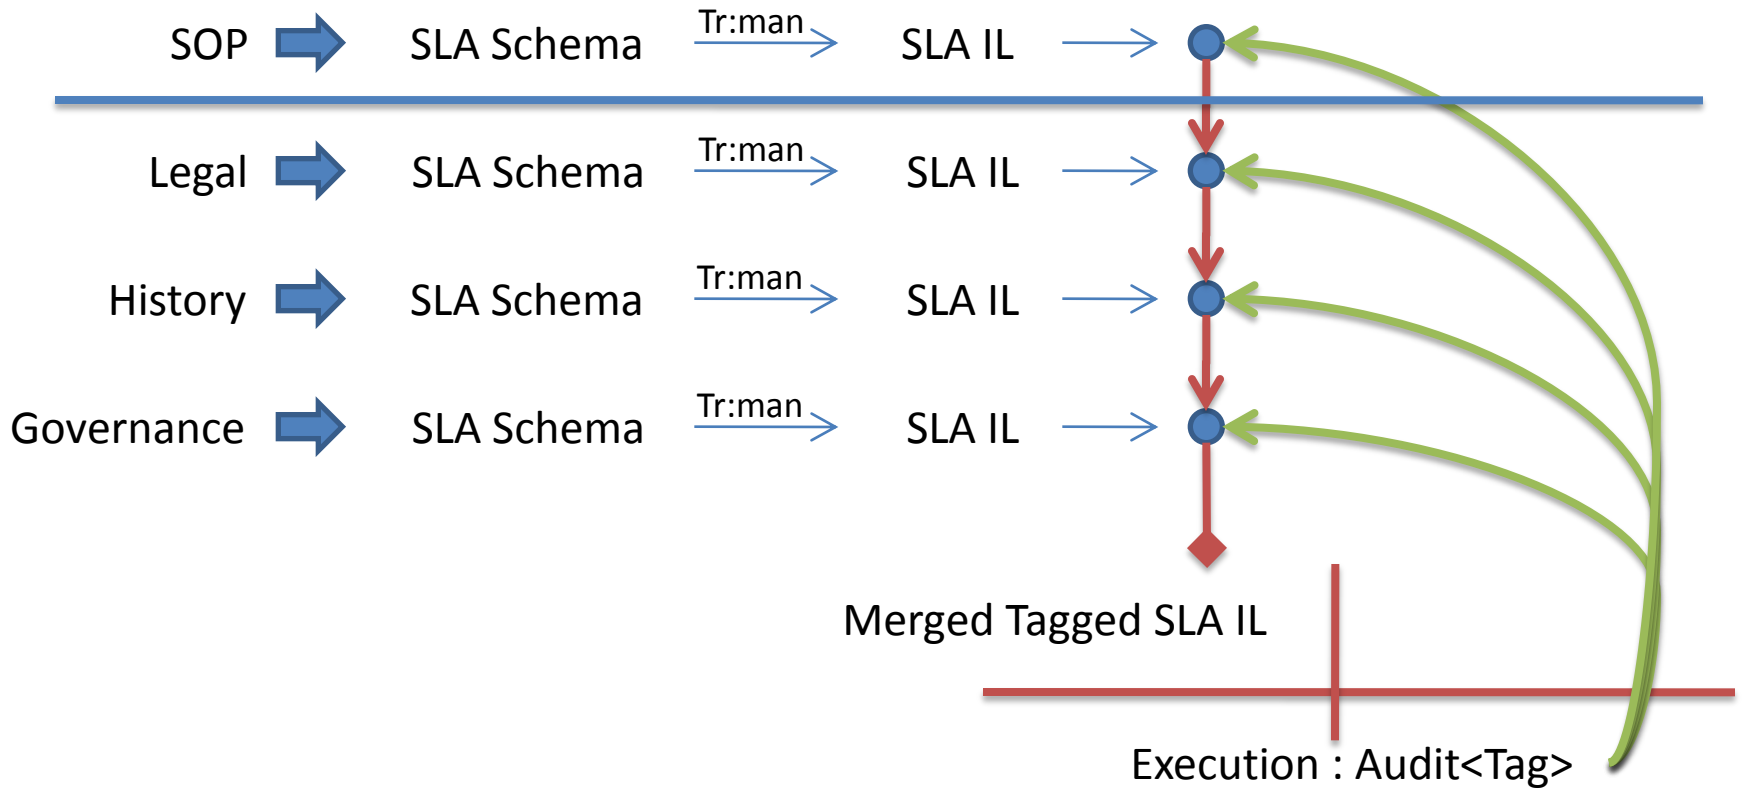 SOP SLA Schema Tr:man SLA IL
Legal SLA Schema Tr:man SLA IL
History SLA Schema Tr:man SLA IL
Governance SLA Schema Tr:man SLA IL
Merged Tagged SLA IL
Execution : Audit<Tag>